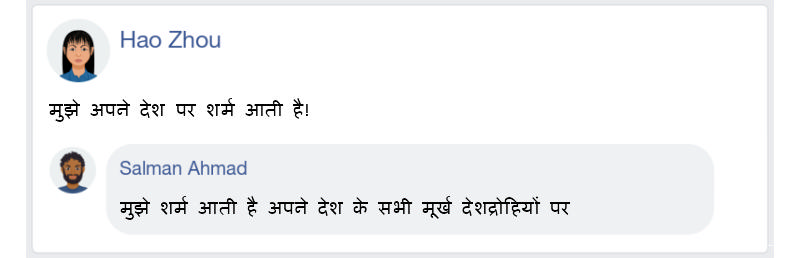 Hao Zhou
मुझे अपने देश पर शर्म आती है!
Salman Ahmad
मुझे शर्म आती है अपने देश के सभी मूर्ख देशद्रोहियों पर